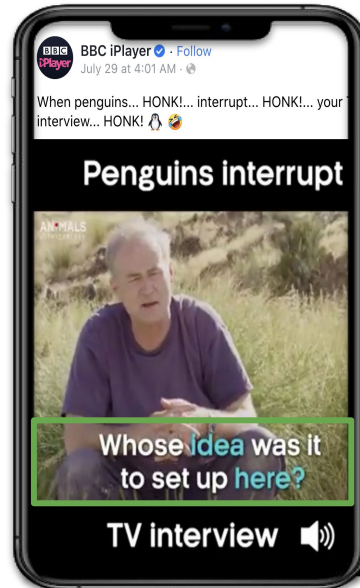 BBC
iPlayer
BBC iPlayer · Follow
July 29 at 4:01 AM ·
When penguins... HONK!... interrupt... HONK!... your
interview... HONK! 🐧 🤣
Penguins interrupt
ANIMALS
Whose idea was it
to set up here?
TV interview